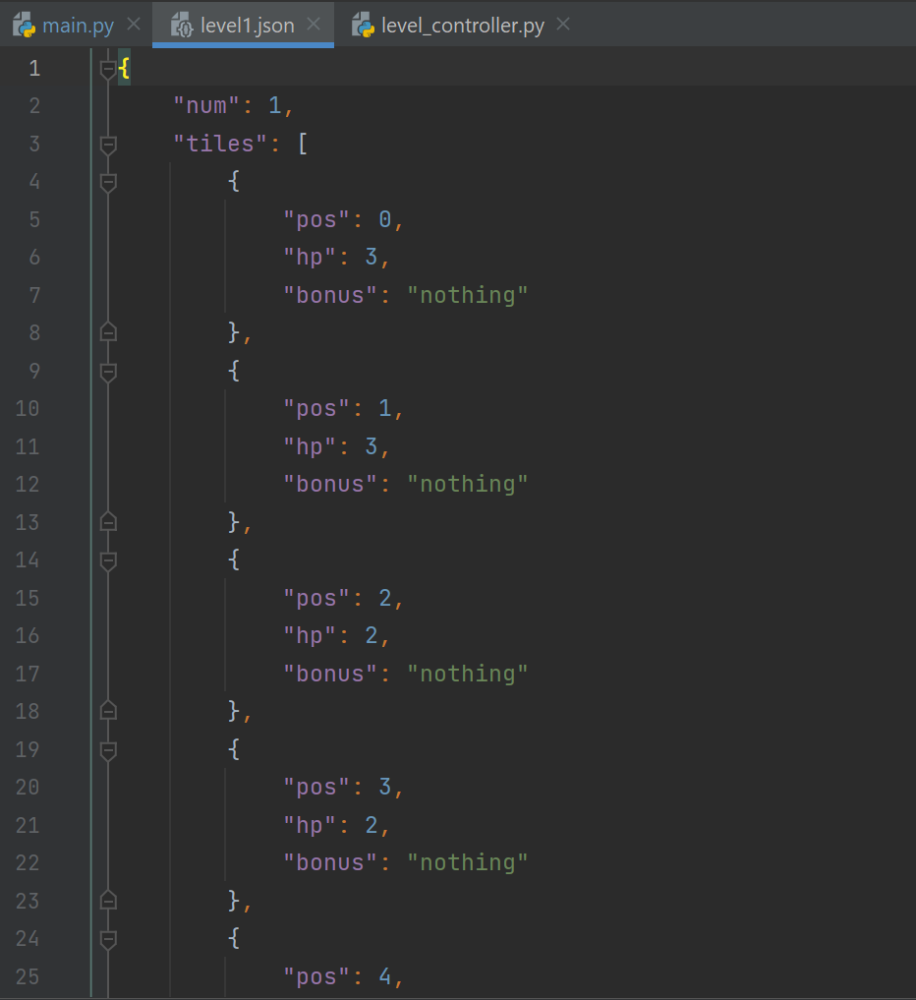 main.py level1.json level_controller.py
1 {
2     "num": 1,
3     "tiles": [
4         {
5             "pos": 0,
6             "hp": 3,
7             "bonus": "nothing"
8         },
9         {
10             "pos": 1,
11             "hp": 3,
12             "bonus": "nothing"
13         },
14         {
15             "pos": 2,
16             "hp": 2,
17             "bonus": "nothing"
18         },
19         {
20             "pos": 3,
21             "hp": 2,
22             "bonus": "nothing"
23         },
24         {
25             "pos": 4,